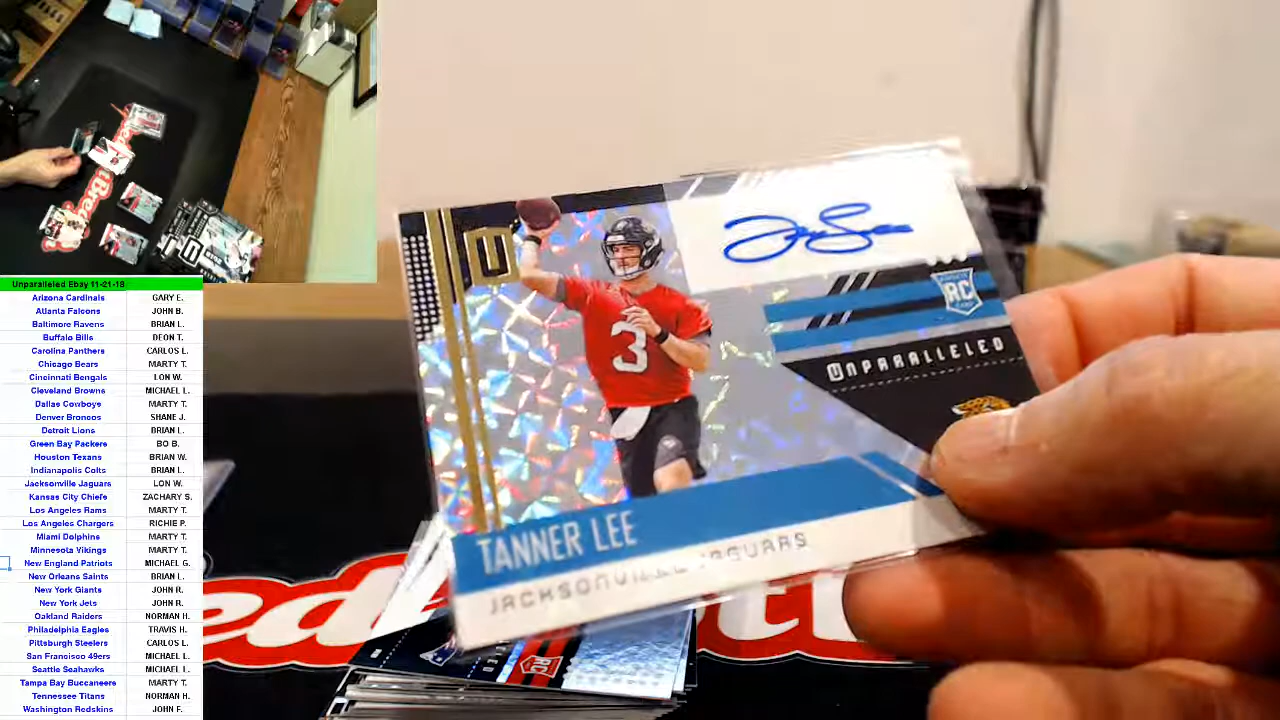 Unparalleled Ebay 11-21-18
Arizona Cardinals GARY E.
Atlanta Falcons JOHN B.
Baltimore Ravens BRIAN L.
Buffalo Bills DEON T.
Carolina Panthers CARLOS L.
Chicago Bears MARTY T.
Cincinnati Bengals LON W.
Cleveland Browns MICHAEL L.
Dallas Cowboys MARTY T.
Denver Broncos SHANE J.
Detroit Lions BRIAN L.
Green Bay Packers BO B.
Houston Texans BRIAN W.
Indianapolis Colts BRIAN L.
Jacksonville Jaguars LON W.
Kansas City Chiefs ZACHARY S.
Los Angeles Rams MARTY T.
Los Angeles Chargers RICHIE P.
Miami Dolphins MARTY T.
Minnesota Vikings MARTY T.
New England Patriots MICHAEL G.
New Orleans Saints BRIAN L.
New York Giants JOHN R.
New York Jets JOHN R.
Oakland Raiders NORMAN H.
Philadelphia Eagles TRAVIS H.
Pittsburgh Steelers CARLOS L.
San Francisco 49ers MICHAEL L.
Seattle Seahawks MICHAEL L.
Tampa Bay Buccaneers MARTY T.
Tennessee Titans NORMAN H.
Washington Redskins JOHN F.
3
RC
UNPARALLELED
TANNER LEE
JACKSONVILLE JAGUARS
RC